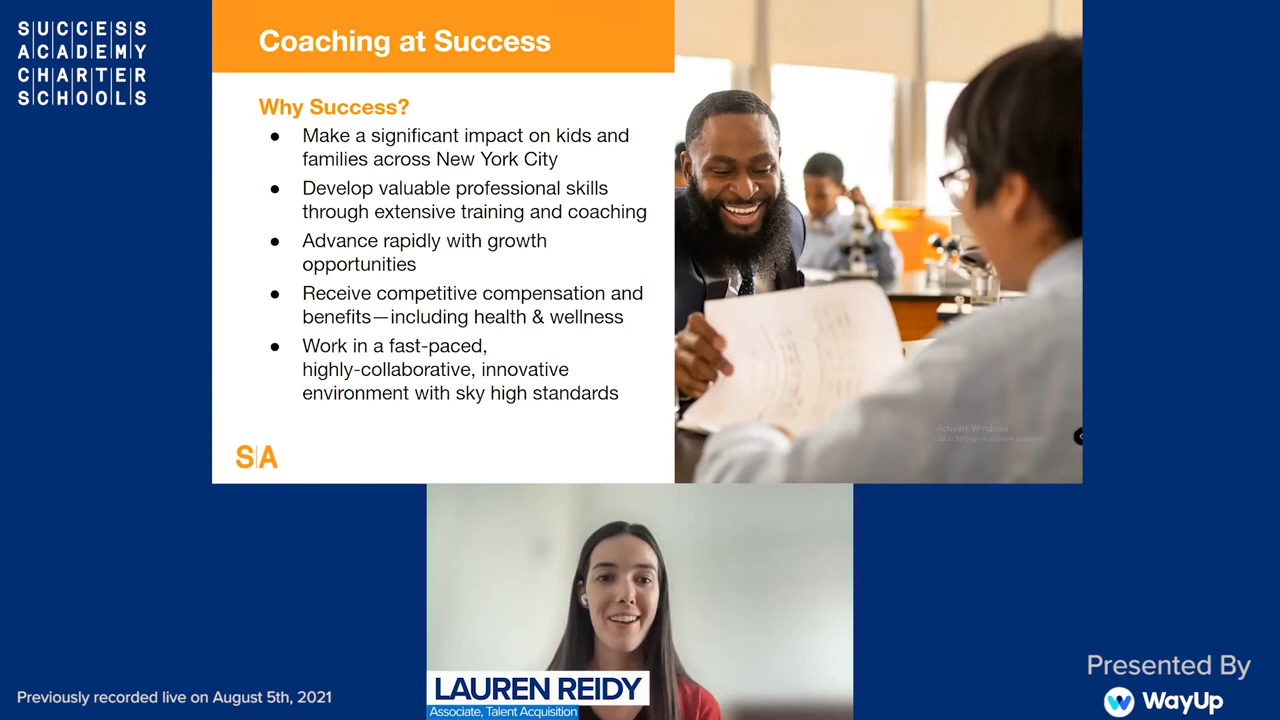 SUCCESS
ACADEMY
CHARTER
SCHOOLS
Coaching at Success
Why Success?
● Make a significant impact on kids and
families across New York City
● Develop valuable professional skills
through extensive training and coaching
● Advance rapidly with growth
opportunities
● Receive competitive compensation and
benefits—including health & wellness
● Work in a fast-paced,
highly-collaborative, innovative
environment with sky high standards
SA
Activate Windows
LAUREN REIDY
Associate, Talent Acquisition
Previously recorded live on August 5th, 2021
Presented By
WayUp